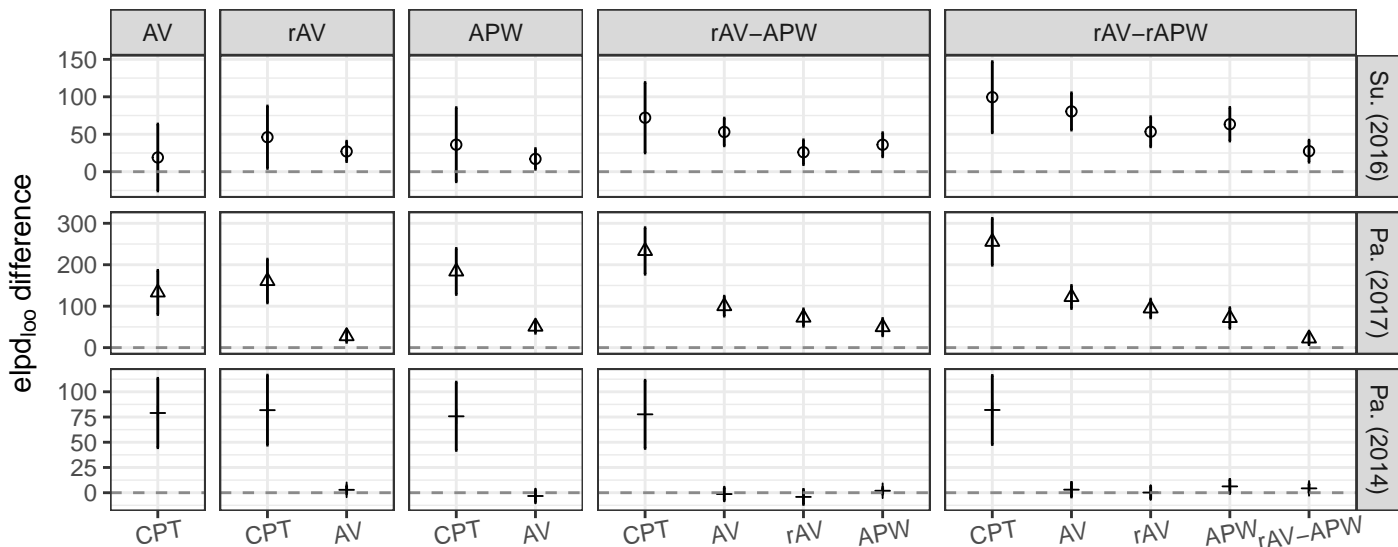 AV rAV APW rAV−APW rAV−rAPW
150
100
50
0
Su. (2016)
300
200
100
0
Pa. (2017)
100
75
50
25
0
Pa. (2014)
elpdloo difference
CPT CPT AV CPT AV CPT AV rAV APW CPT AV rAV APW rAV−APW